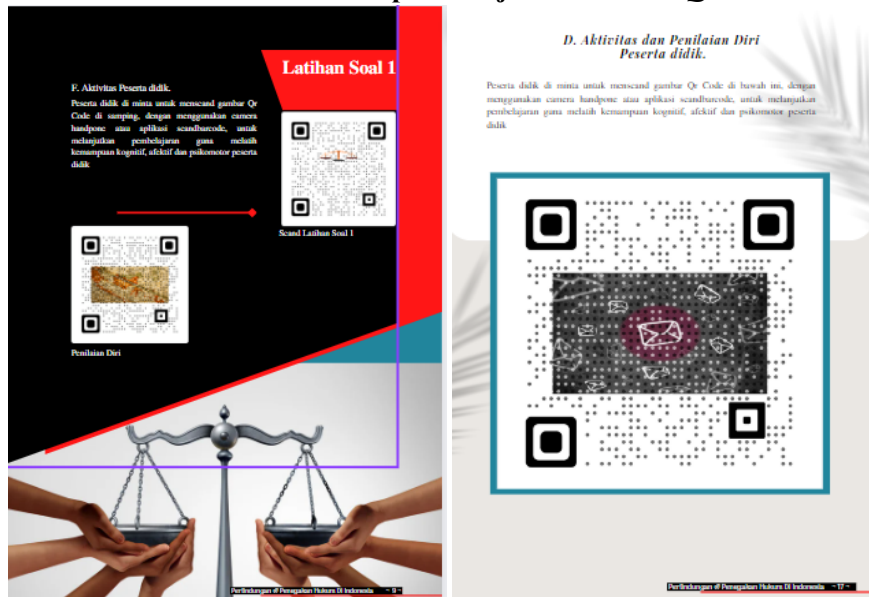 Latihan Soal 1
F. Aktivitas Peserta didik.
Peserta didik di minta untuk menscand gambar Qr
Code di samping, dengan menggunakan camera
handpone atau aplikasi scandbarcode, untuk
melanjutkan pembelajaran guna melatih
kemampuan kognitif, afektif dan psikomotor peserta
didik
Scand Latihan Soal 1
Penilaian Diri
Perlindungan & Penegakan Hukum Di Indonesia ~ 9 ~
D. Aktivitas dan Penilaian Diri
Peserta didik.
Peserta didik di minta untuk menscand gambar Qr Code di bawah ini, dengan
menggunakan camera handpone atau aplikasi scandbarcode, untuk melanjutkan
pembelajaran guna melatih kemampuan kognitif, afektif dan psikomotor peserta
didik
Perlindungan & Penegakan Hukum Di Indonesia ~ 17 ~